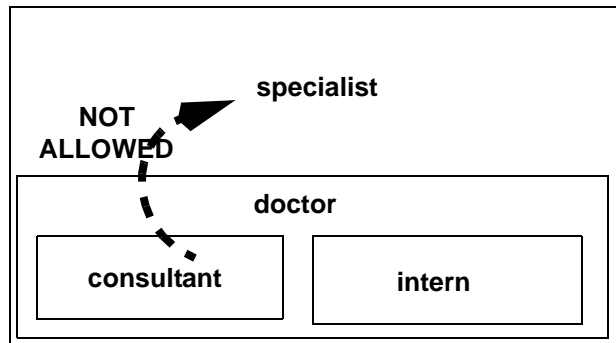 specialist
NOT
ALLOWED
doctor
consultant
intern